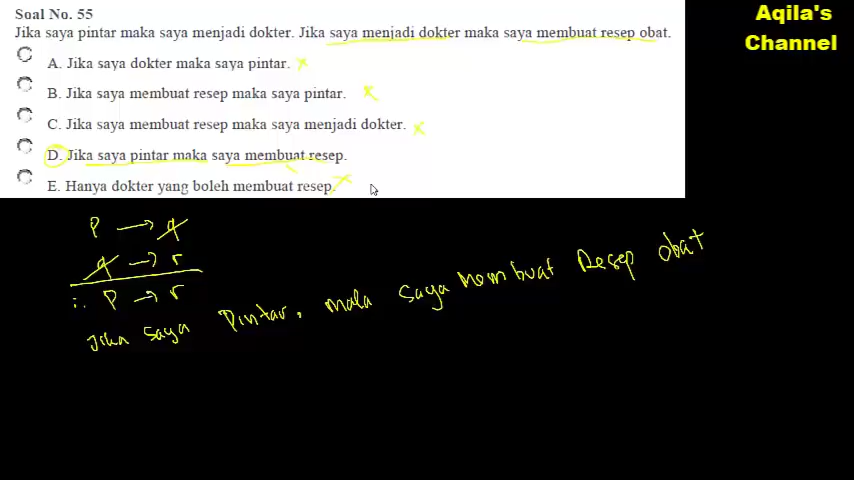 Soal No. 55
Jika saya pintar maka saya menjadi dokter. Jika saya menjadi dokter maka saya membuat resep obat.
A. Jika saya dokter maka saya pintar.
B. Jika saya membuat resep maka saya pintar.
C. Jika saya membuat resep maka saya menjadi dokter.
D. Jika saya pintar maka saya membuat resep.
E. Hanya dokter yang boleh membuat resep.
Aqila's
Channel
P → q
q → r
∴ P → r
Jika saya pintar, maka saya membuat Resep obat